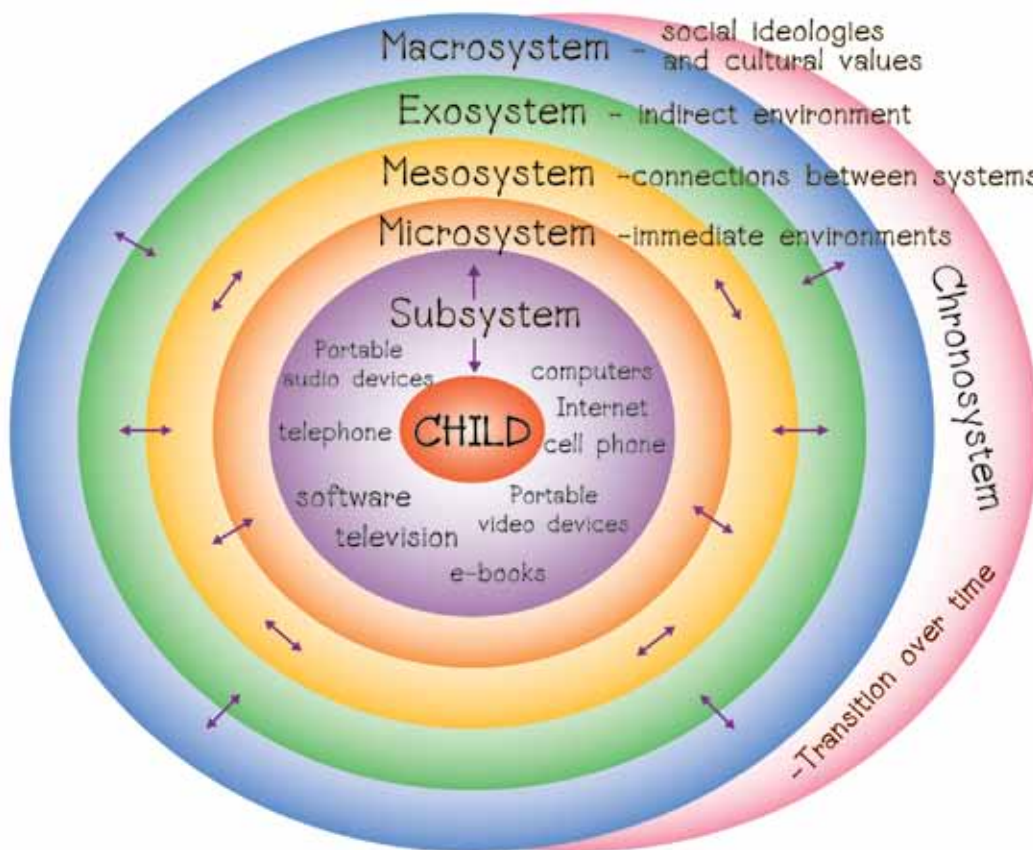 Macrosystem - social ideologies
and cultural values
Exosystem - indirect environment
Mesosystem -connections between systems
Microsystem -immediate environments
Subsystem
Portable
audio devices
computers
Internet
telephone
CHILD
cell phone
software
Portable
video devices
television
e-books
Chronosystem
-Transition over time